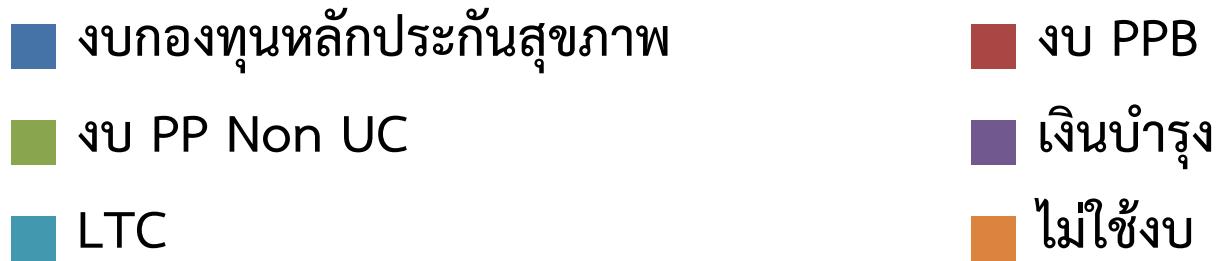 งบกองทุนหลักประกันสุขภาพ
งบ PPB
งบ PP Non UC
เงินบำรุง
LTC
ไม่ใช้งบ